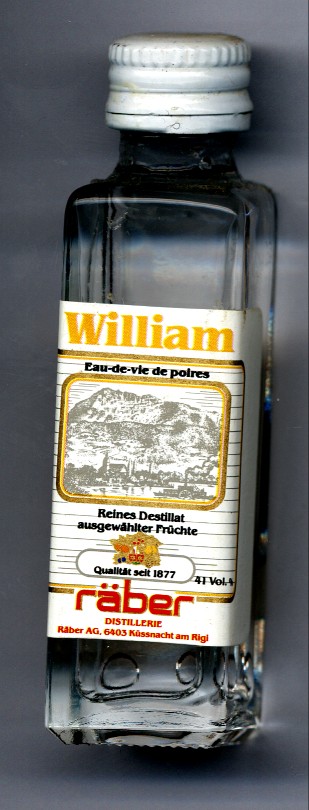 William
Eau-de-vie de poires
Reines Destillat
ausgewählter Früchte
Qualität seit 1877
41 Vol.%
räber
DISTILLERIE
Räber AG, 6403 Küssnacht am Rigi